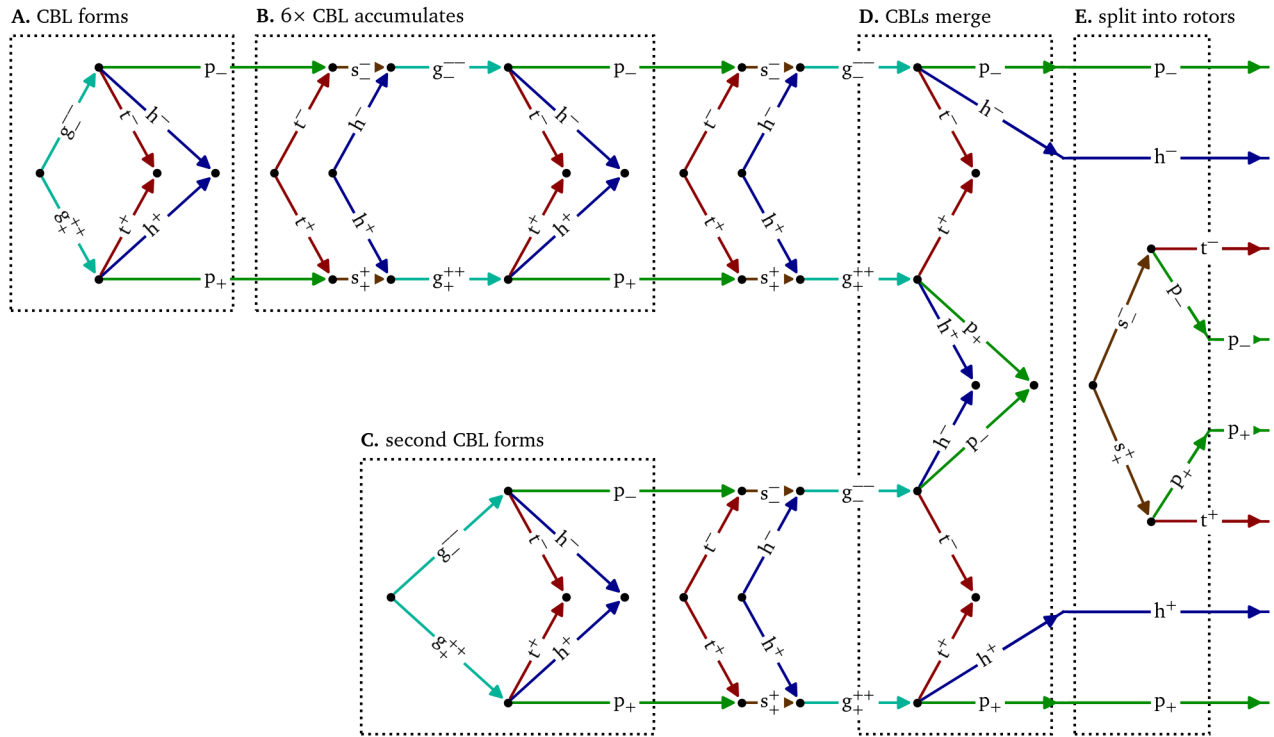 A. CBL forms
B. 6× CBL accumulates
D. CBLs merge
E. split into rotors
p₋ s₋⁻ g₋⁻⁻ p₋ s₋⁻ g₋⁻⁻ p₋ p₋
g₋⁻⁻ t⁻ h⁻ t⁻ h⁻ t⁻ h⁻ t⁻ h⁻ t⁻ h⁻
h⁻
g₊⁺⁺ t⁺ h⁺ t⁺ h⁺ t⁺ h⁺ t⁺ h⁺ t⁺
t⁻
p₊ s₊⁺ g₊⁺⁺ p₊ s₊⁺ g₊⁺⁺
p₋
h⁺ p₊ s₋⁻
p₋
C. second CBL forms
h⁻ p₋ s₊⁺ p₊
p₊
p₋ s₋⁻ g₋⁻⁻
t⁺
g₋⁻⁻ t⁻ h⁻ t⁻ h⁻ t⁻
h⁺
g₊⁺⁺ t⁺ h⁺ t⁺ h⁺ t⁺ h⁺
p₊ s₊⁺ g₊⁺⁺ p₊ p₊